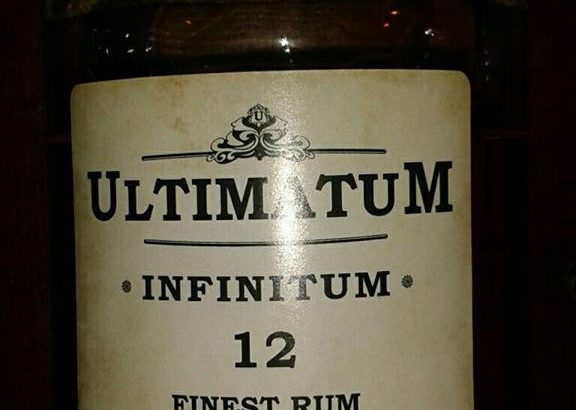 U
ULTIMATUM
INFINITUM
12
FINEST RUM